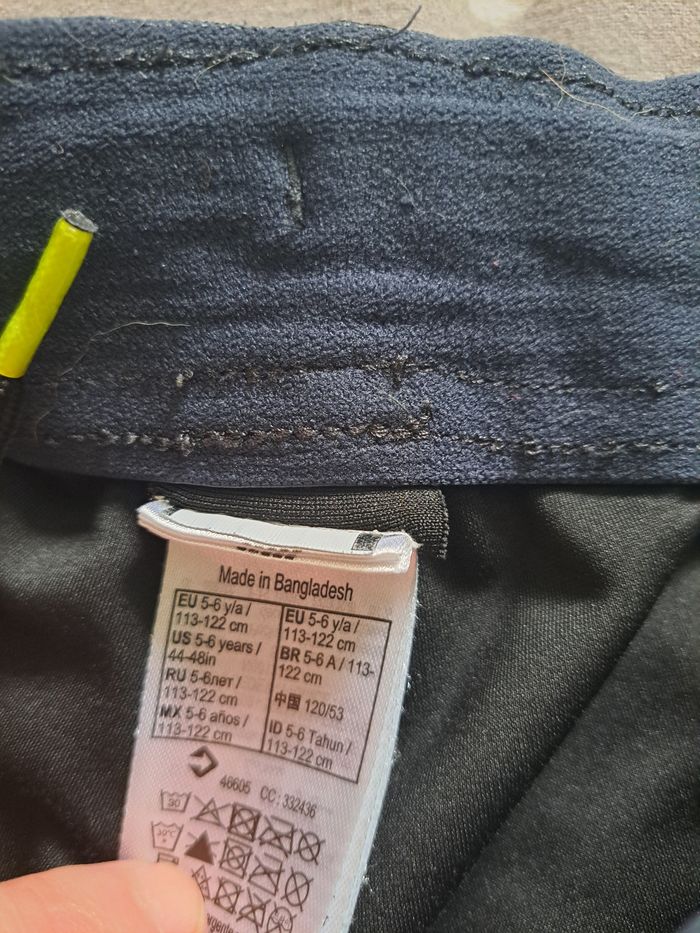 Made in Bangladesh
EU 5-6 y/a /
113-122 cm
US 5-6 years /
44-48in
RU 5-6лет /
113-122 cm
MX 5-6 años /
113-122 cm
EU 5-6 y/a /
113-122 cm
BR 5-6 A / 113-
122 cm
中国 120/53
ID 5-6 Tahun /
113-122 cm
46605 CC: 332436
30
30°C